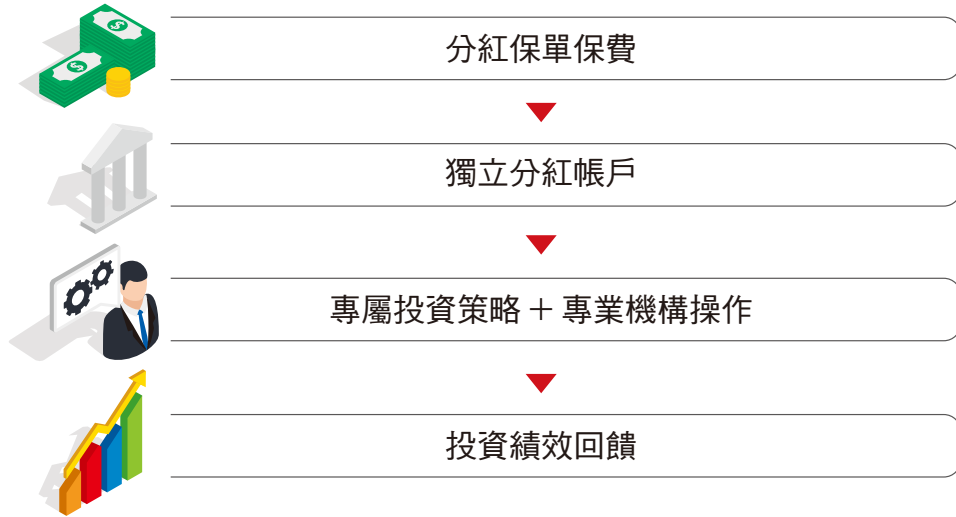 分紅保單保費
獨立分紅帳戶
專屬投資策略＋專業機構操作
投資績效回饋